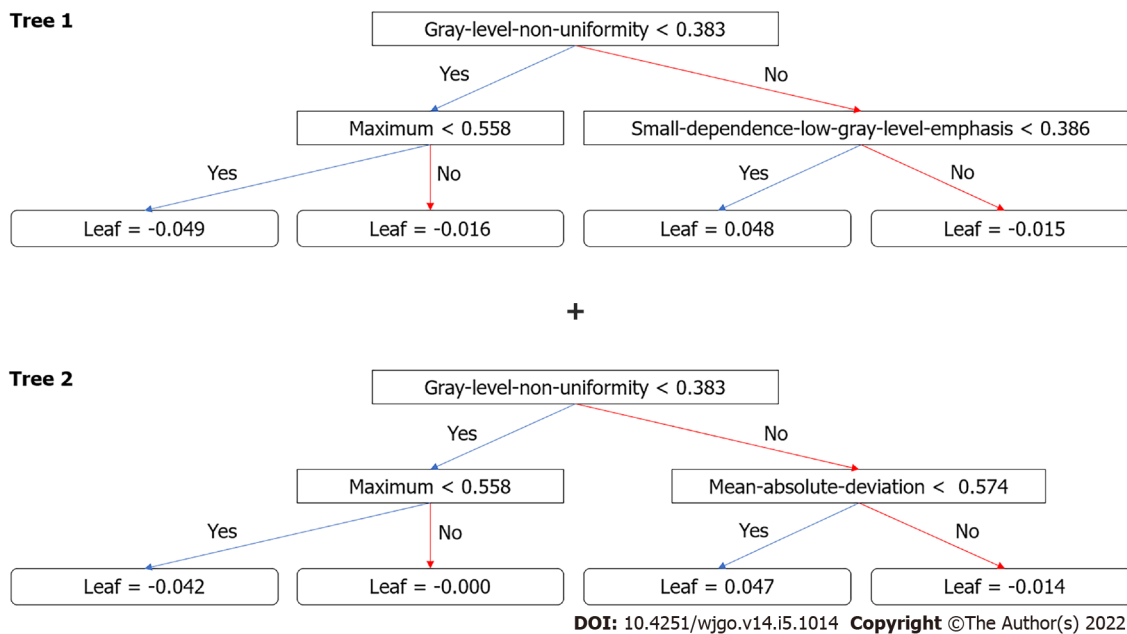 Tree 1
Gray-level-non-uniformity < 0.383
Yes
No
Maximum < 0.558
Small-dependence-low-gray-level-emphasis < 0.386
Yes
No
Yes
No
Leaf = -0.049
Leaf = -0.016
Leaf = 0.048
Leaf = -0.015
+
Tree 2
Gray-level-non-uniformity < 0.383
Yes
No
Maximum < 0.558
Mean-absolute-deviation < 0.574
Yes
No
Yes
No
Leaf = -0.042
Leaf = -0.000
Leaf = 0.047
Leaf = -0.014
DOI: 10.4251/wjgo.v14.i5.1014 Copyright ©The Author(s) 2022